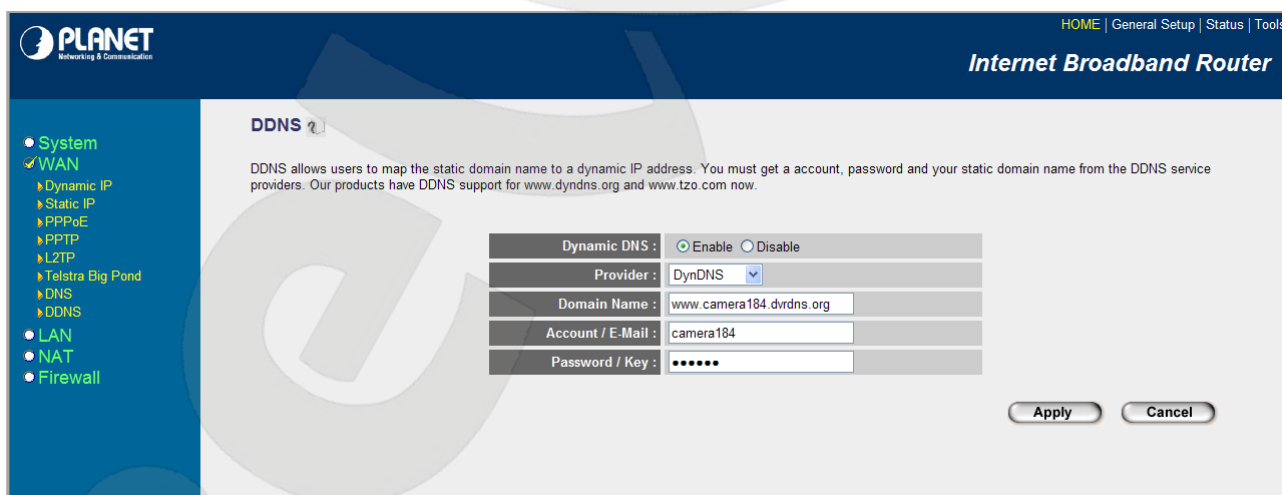 PLANET
Networking & Communication
HOME | General Setup | Status | Tools
Internet Broadband Router
System
WAN
Dynamic IP
Static IP
PPPoE
PPTP
L2TP
Telstra Big Pond
DNS
DDNS
LAN
NAT
Firewall
DDNS
DDNS allows users to map the static domain name to a dynamic IP address. You must get a account, password and your static domain name from the DDNS service
providers. Our products have DDNS support for www.dyndns.org and www.tzo.com now.
Dynamic DNS : Enable Disable
Provider : DynDNS
Domain Name : www.camera184.dvrdns.org
Account / E-Mail : camera184
Password / Key : ●●●●●●
Apply Cancel